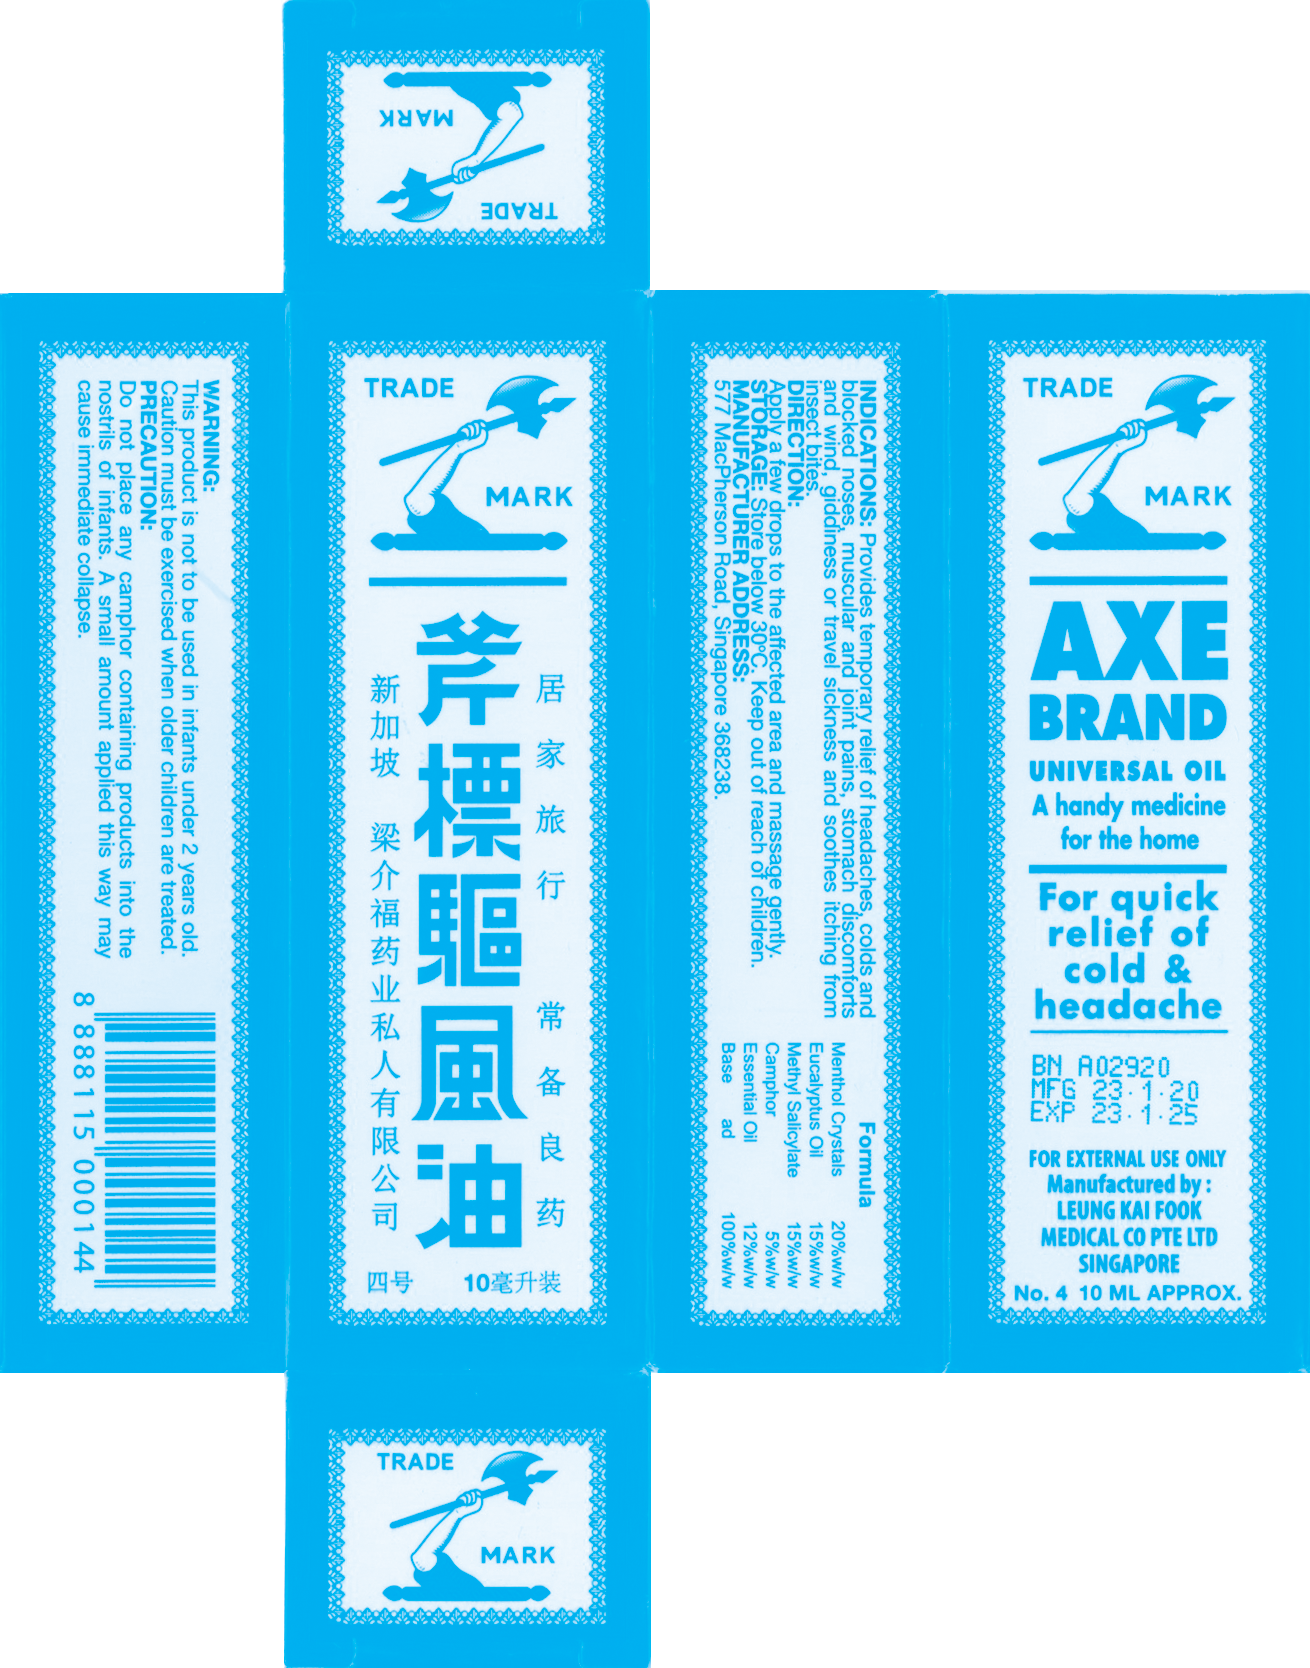 TRADE
MARK
WARNING:
This product is not to be used in infants under 2 years old.
Caution must be exercised when older children are treated.
PRECAUTION:
Do not place any camphor containing products into the
nostrils of infants. A small amount applied this way may
cause immediate collapse.
8 888115 000144
TRADE
MARK
居家旅行 常备良药
斧標驅風油
新加坡 梁介福药业私人有限公司
四号 10毫升装
INDICATIONS: Provides temporary relief of headaches, colds and
blocked noses, muscular and joint pains, stomach discomforts
and wind, giddiness or travel sickness and soothes itching from
insect bites.
DIRECTION:
Apply a few drops to the affected area and massage gently.
STORAGE: Store below 30°C. Keep out of reach of children.
MANUFACTURER ADDRESS:
577 MacPherson Road, Singapore 368238.
Formula
Menthol Crystals 20%w/w
Eucalyptus Oil 15%w/w
Methyl Salicylate 15%w/w
Camphor 5%w/w
Essential Oil 12%w/w
Base ad 100%w/w
TRADE
MARK
AXE
BRAND
UNIVERSAL OIL
A handy medicine
for the home
For quick
relief of
cold &
headache
BN A02920
MFG 23.1.20
EXP 23.1.25
FOR EXTERNAL USE ONLY
Manufactured by :
LEUNG KAI FOOK
MEDICAL CO PTE LTD
SINGAPORE
No. 4 10 ML APPROX.
TRADE
MARK